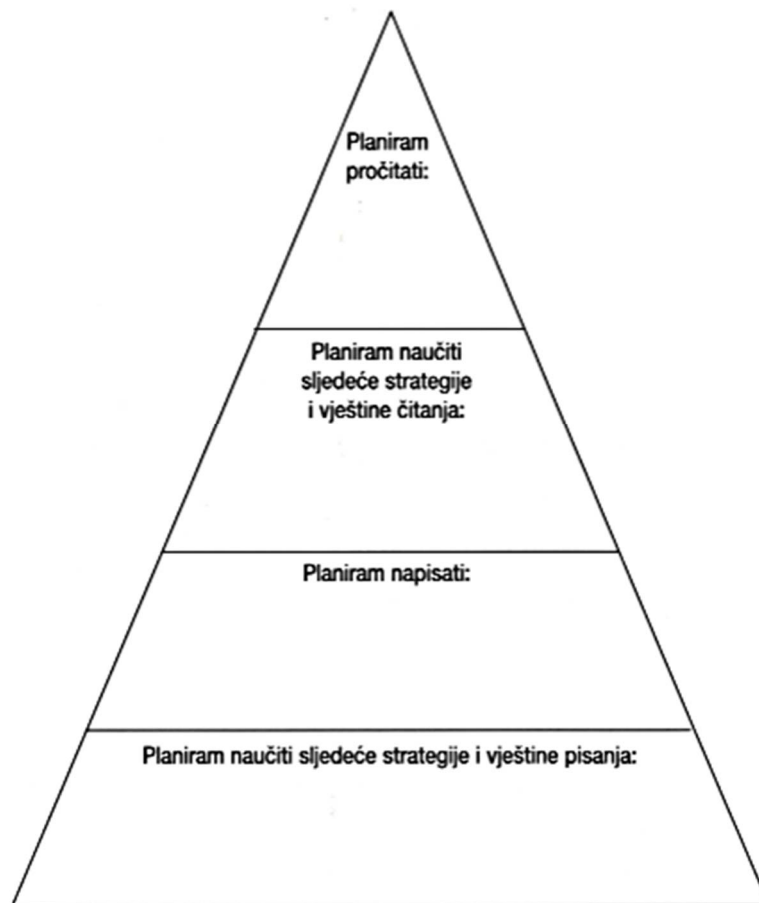 Planiram
pročitati:
Planiram naučiti
sljedeće strategije
i vještine čitanja:
Planiram napisati:
Planiram naučiti sljedeće strategije i vještine pisanja: